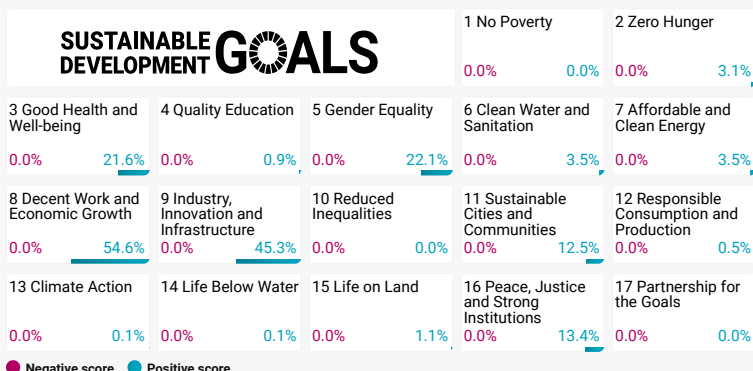 SUSTAINABLE
DEVELOPMENT
GOALS
1 No Poverty
0.0% 0.0%
2 Zero Hunger
0.0% 3.1%
3 Good Health and
Well-being
0.0% 21.6%
4 Quality Education
0.0% 0.9%
5 Gender Equality
0.0% 22.1%
6 Clean Water and
Sanitation
0.0% 3.5%
7 Affordable and
Clean Energy
0.0% 3.5%
8 Decent Work and
Economic Growth
0.0% 54.6%
9 Industry,
Innovation and
Infrastructure
0.0% 45.3%
10 Reduced
Inequalities
0.0% 0.0%
11 Sustainable
Cities and
Communities
0.0% 12.5%
12 Responsible
Consumption and
Production
0.0% 0.5%
13 Climate Action
0.0% 0.1%
14 Life Below Water
0.0% 0.1%
15 Life on Land
0.0% 1.1%
16 Peace, Justice
and Strong
Institutions
0.0% 13.4%
17 Partnership for
the Goals
0.0% 0.0%
Negative score Positive score